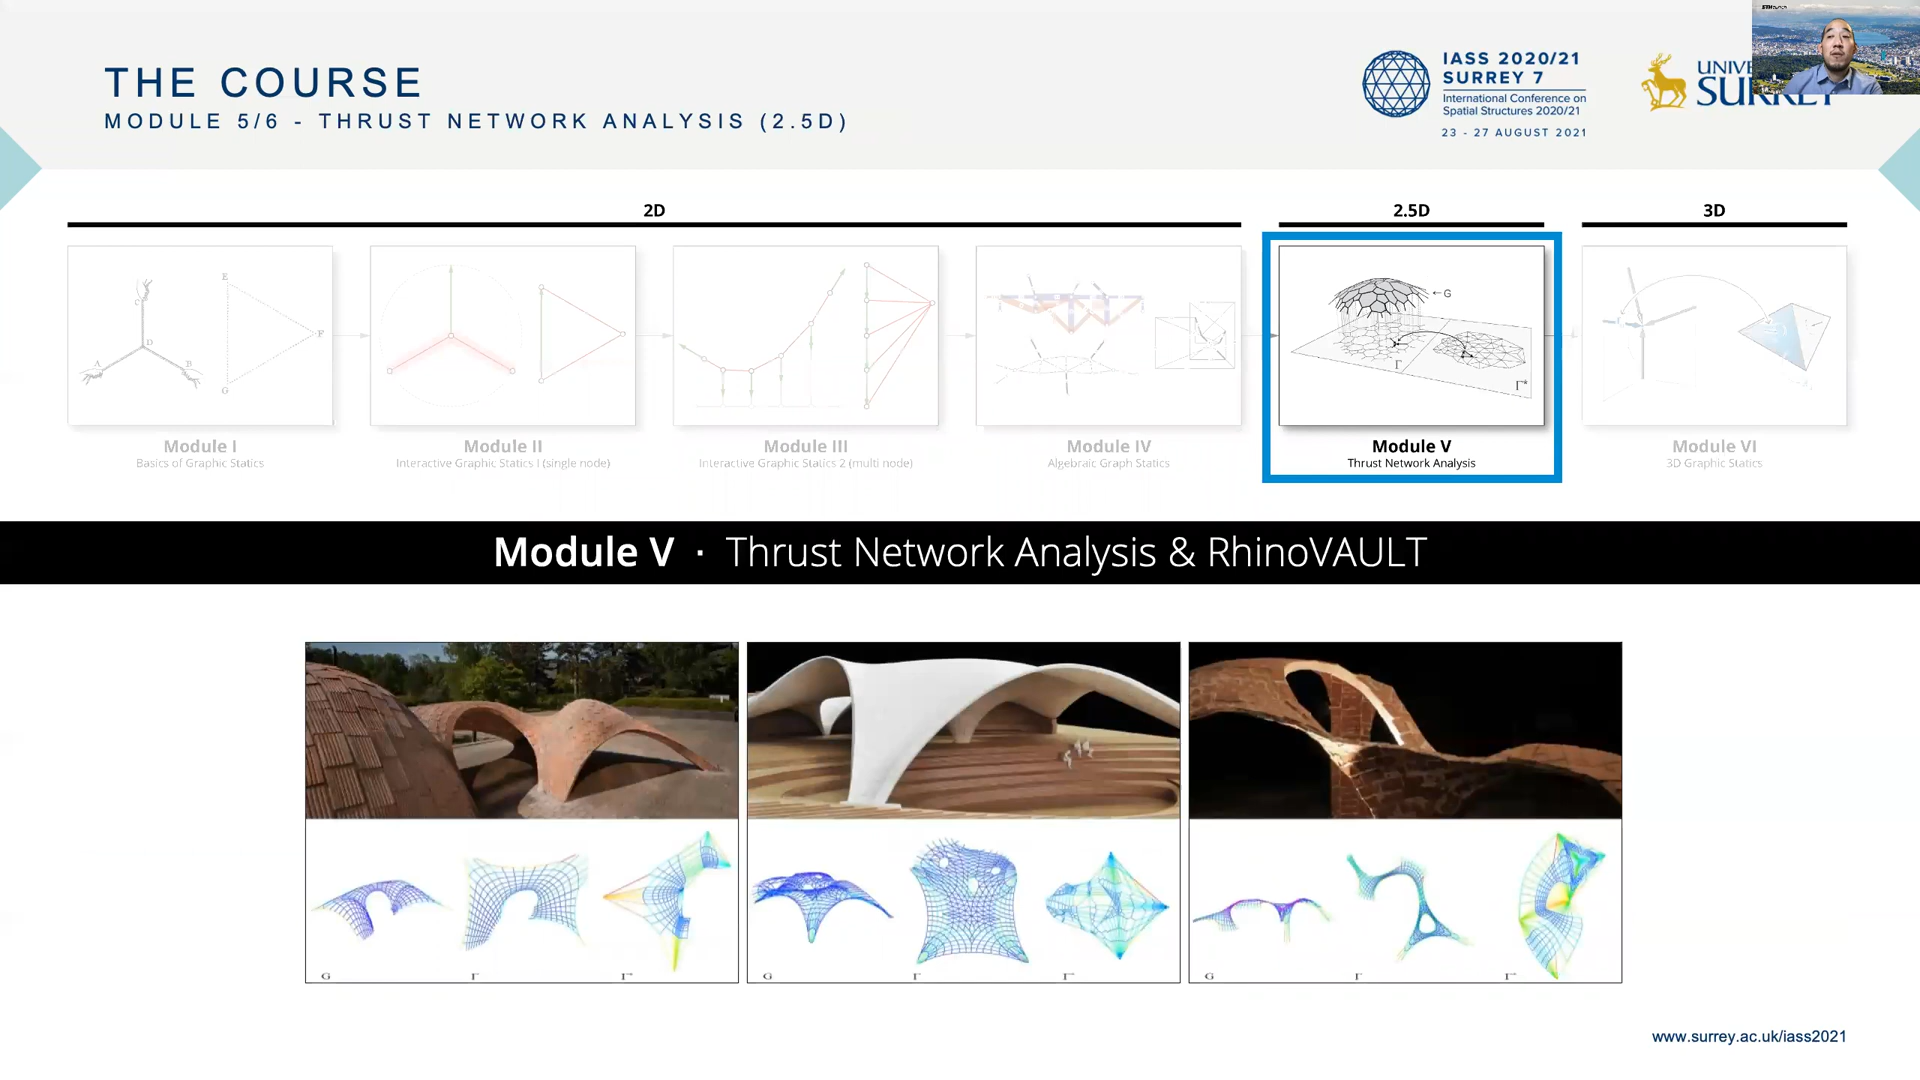 THE COURSE
MODULE 5/6 - THRUST NETWORK ANALYSIS (2.5D)
IASS 2020/21
SURREY 7
International Conference on
Spatial Structures 2020/21
23 - 27 AUGUST 2021
2D
2.5D
3D
C
D
A
B
E
F
G
←G
Γ
Γ*
Module I
Basics of Graphic Statics
Module II
Interactive Graphic Statics I (single node)
Module III
Interactive Graphic Statics 2 (multi node)
Module IV
Algebraic Graph Statics
Module V
Thrust Network Analysis
Module VI
3D Graphic Statics
Module V · Thrust Network Analysis & RhinoVAULT
G
Γ
Γ*
G
Γ
Γ*
G
Γ
Γ*
www.surrey.ac.uk/iass2021